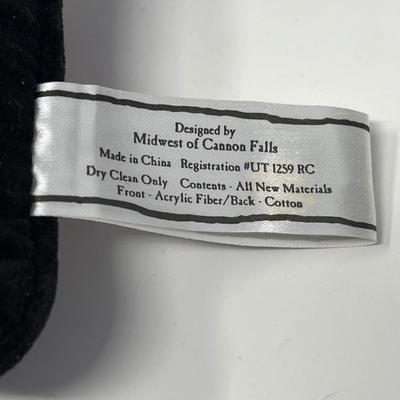 Designed by
Midwest of Cannon Falls
Made in China Registration #UT 1259 RC
Dry Clean Only Contents - All New Materials
Front - Acrylic Fiber/Back - Cotton